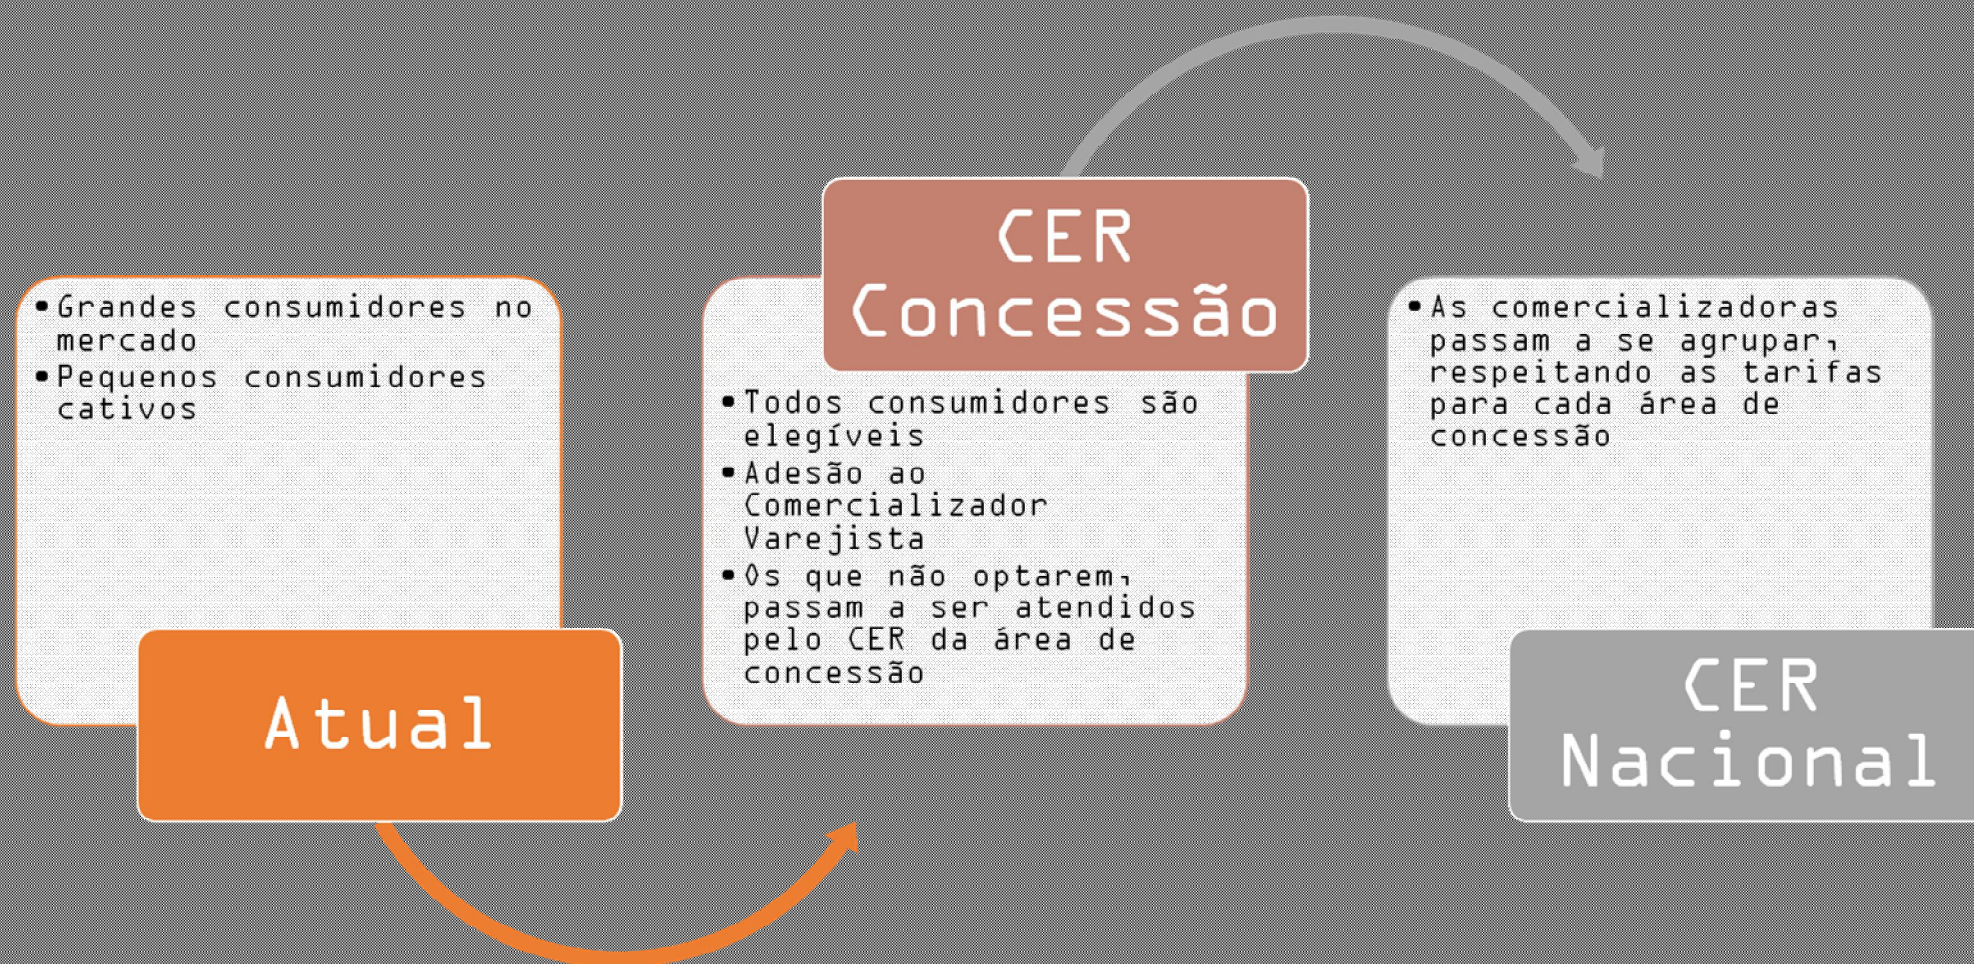 •Grandes consumidores no
mercado
•Pequenos consumidores
cativos
Atual
CER
Concessão
•Todos consumidores são
elegíveis
•Adesão ao
Comercializador
Varejista
•Os que não optarem,
passam a ser atendidos
pelo CER da área de
concessão
•As comercializadoras
passam a se agrupar,
respeitando as tarifas
para cada área de
concessão
CER
Nacional